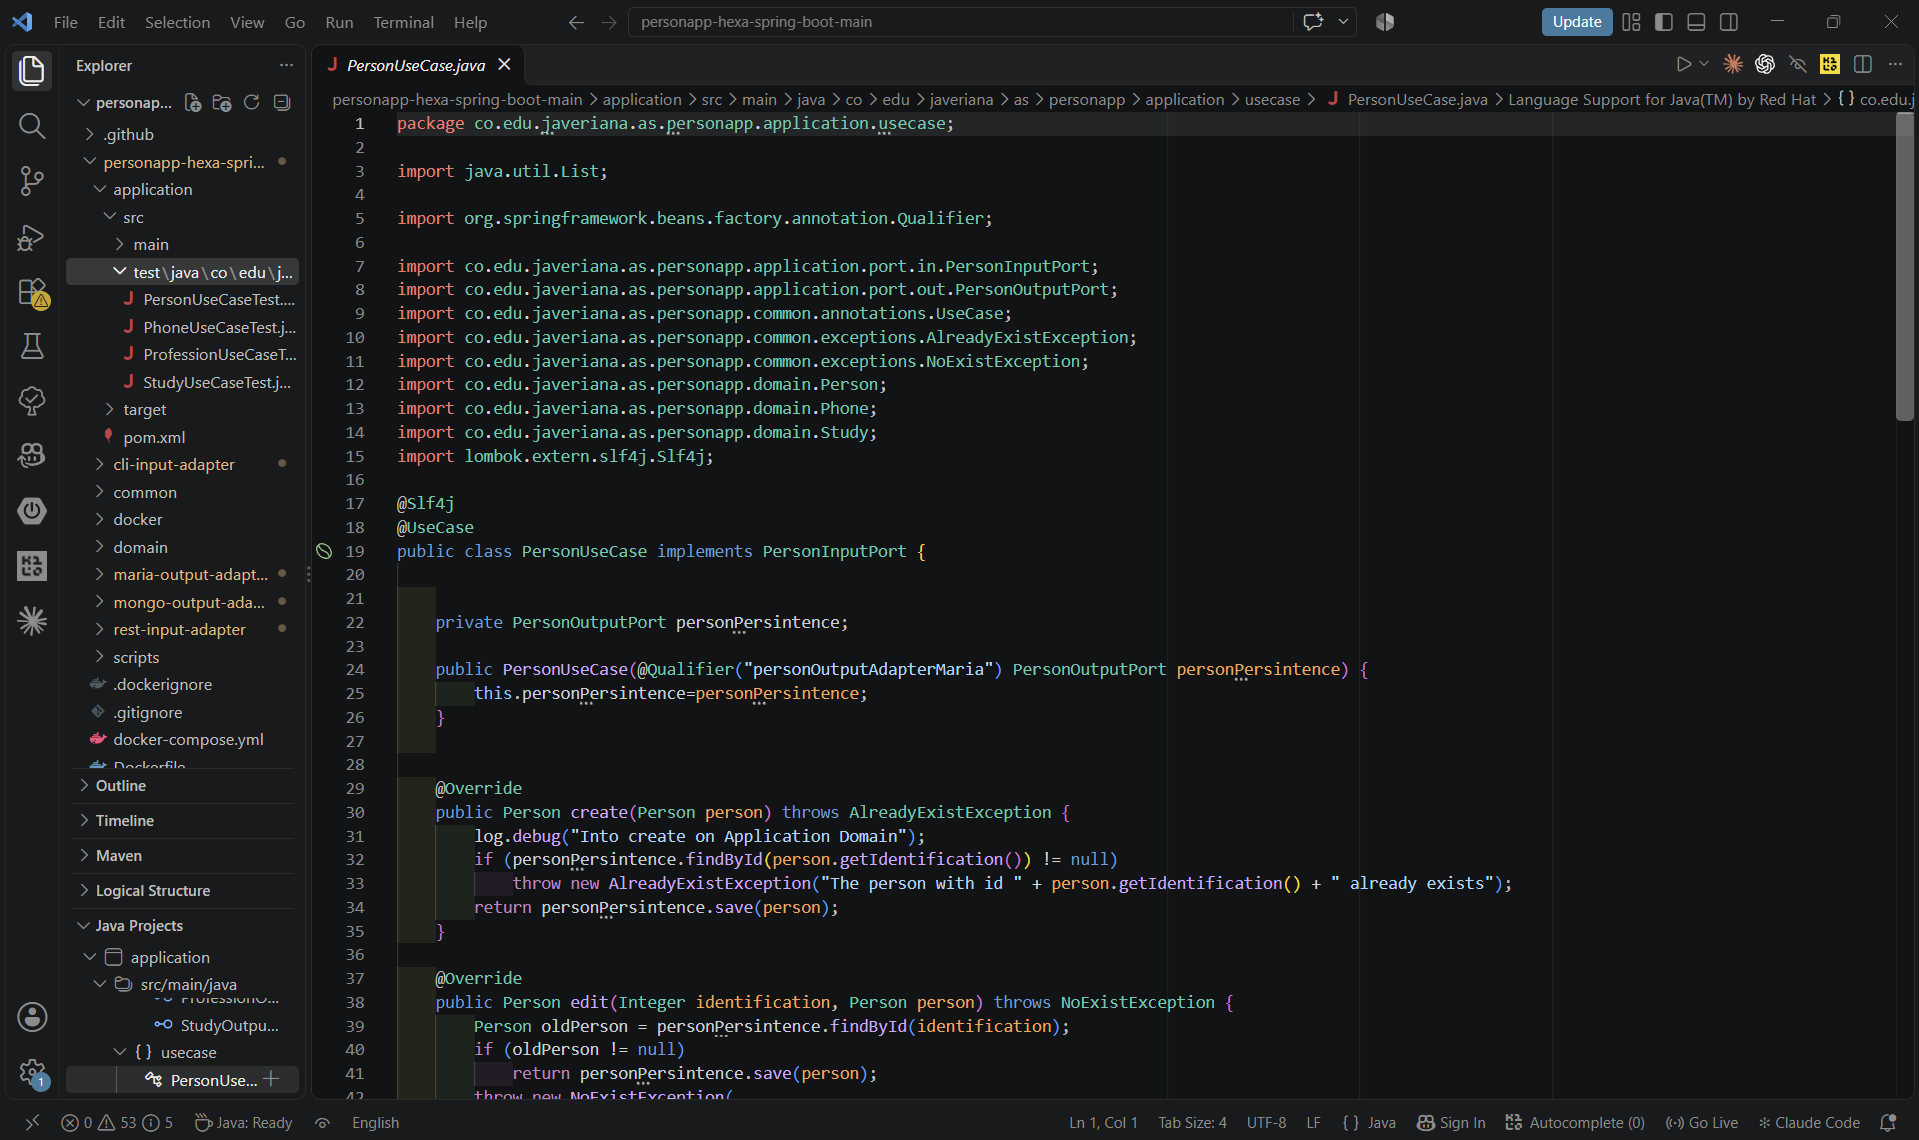 File Edit Selection View Go Run Terminal Help
personapp-hexa-spring-boot-main
Update
Explorer
personap...
.github
personapp-hexa-spri...
application
src
main
test\java\co\edu\j...
PersonUseCaseTest....
PhoneUseCaseTest.j...
ProfessionUseCaseT...
StudyUseCaseTest.j...
target
pom.xml
cli-input-adapter
common
docker
domain
maria-output-adapt...
mongo-output-ada...
rest-input-adapter
scripts
.dockerignore
.gitignore
docker-compose.yml
Dockerfile
Outline
Timeline
Maven
Logical Structure
Java Projects
application
src/main/java
ProfessionO...
StudyOutpu...
{ } usecase
PersonUse...
1
PersonUseCase.java
personapp-hexa-spring-boot-main > application > src > main > java > co > edu > javeriana > as > personapp > application > usecase > J PersonUseCase.java > Language Support for Java(TM) by Red Hat > { } co.edu.j
1 package co.edu.javeriana.as.personapp.application.usecase;
2
3 import java.util.List;
4
5 import org.springframework.beans.factory.annotation.Qualifier;
6
7 import co.edu.javeriana.as.personapp.application.port.in.PersonInputPort;
8 import co.edu.javeriana.as.personapp.application.port.out.PersonOutputPort;
9 import co.edu.javeriana.as.personapp.common.annotations.UseCase;
10 import co.edu.javeriana.as.personapp.common.exceptions.AlreadyExistException;
11 import co.edu.javeriana.as.personapp.common.exceptions.NoExistException;
12 import co.edu.javeriana.as.personapp.domain.Person;
13 import co.edu.javeriana.as.personapp.domain.Phone;
14 import co.edu.javeriana.as.personapp.domain.Study;
15 import lombok.extern.slf4j.Slf4j;
16
17 @Slf4j
18 @UseCase
19 public class PersonUseCase implements PersonInputPort {
20
21
22 private PersonOutputPort personPersintence;
23
24 public PersonUseCase(@Qualifier("personOutputAdapterMaria") PersonOutputPort personPersintence) {
25 this.personPersintence=personPersintence;
26 }
27
28
29 @Override
30 public Person create(Person person) throws AlreadyExistException {
31 log.debug("Into create on Application Domain");
32 if (personPersintence.findById(person.getIdentification()) != null)
33 throw new AlreadyExistException("The person with id " + person.getIdentification() + " already exists");
34 return personPersintence.save(person);
35 }
36
37 @Override
38 public Person edit(Integer identification, Person person) throws NoExistException {
39 Person oldPerson = personPersintence.findById(identification);
40 if (oldPerson != null)
41 return personPersintence.save(person);
42 throw new NoExistException(
0 53 5 Java: Ready English Ln 1, Col 1 Tab Size: 4 UTF-8 LF { } Java Sign In Autocomplete (0) Go Live Claude Code